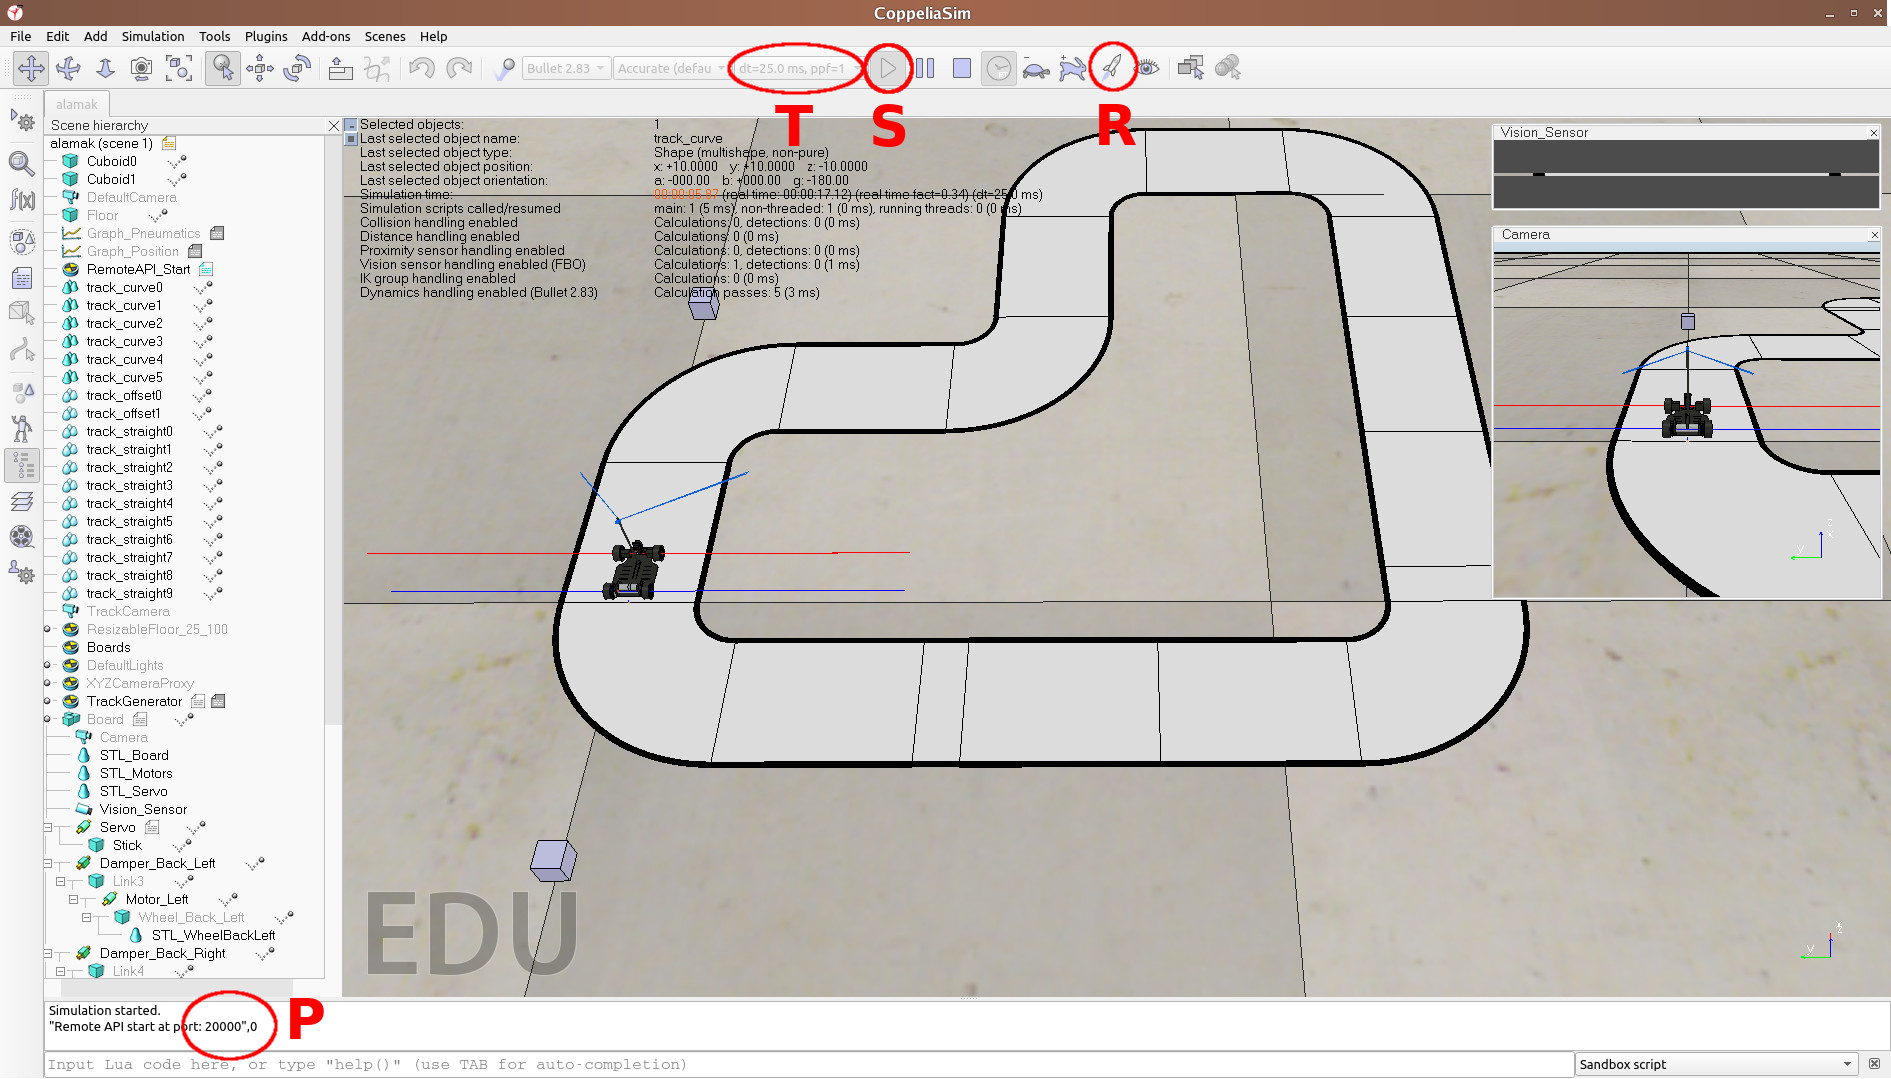 CoppeliaSim
File Edit Add Simulation Tools Plugins Add-ons Scenes Help
Bullet 2.83 Accurate (defau dt=25.0 ms, ppf=1
T S R
alamak
Scene hierarchy
alamak (scene 1)
Cuboid0
Cuboid1
DefaultCamera
Floor
Graph_Pneumatics
Graph_Position
RemoteAPI_Start
track_curve0
track_curve1
track_curve2
track_curve3
track_curve4
track_curve5
track_offset0
track_offset1
track_straight0
track_straight1
track_straight2
track_straight3
track_straight4
track_straight5
track_straight6
track_straight7
track_straight8
track_straight9
TrackCamera
ResizableFloor_25_100
Boards
DefaultLights
XYZCameraProxy
TrackGenerator
Board
Camera
STL_Board
STL_Motors
STL_Servo
Vision_Sensor
Servo
Stick
Damper_Back_Left
Link3
Motor_Left
Wheel_Back_Left
STL_WheelBackLeft
Damper_Back_Right
Link4
Selected objects: 1
Last selected object name: track_curve
Last selected object type: Shape (multishape, non-pure)
Last selected object position: x: +10.0000 y: +10.0000 z: -10.0000
Last selected object orientation: a: -000.00 b: +000.00 g: -180.00
Simulation time: (real time: 00:00:17.12) (real time fact=0.34) (dt=25.0 ms)
Simulation scripts called/resumed main: 1 (5 ms), non-threaded: 1 (0 ms), running threads: 0 (0 ms)
Collision handling enabled Calculations: 0, detections: 0 (0 ms)
Distance handling enabled Calculations: 0 (0 ms)
Proximity sensor handling enabled Calculations: 0, detections: 0 (0 ms)
Vision sensor handling enabled (FBO) Calculations: 1, detections: 0 (1 ms)
IK group handling enabled Calculations: 0 (0 ms)
Dynamics handling enabled (Bullet 2.83) Calculation passes: 5 (3 ms)
Vision_Sensor
Camera
z
x
y
x
z
y
EDU
Simulation started.
"Remote API start at port: 20000",0
P
Input Lua code here, or type "help()" (use TAB for auto-completion)
Sandbox script